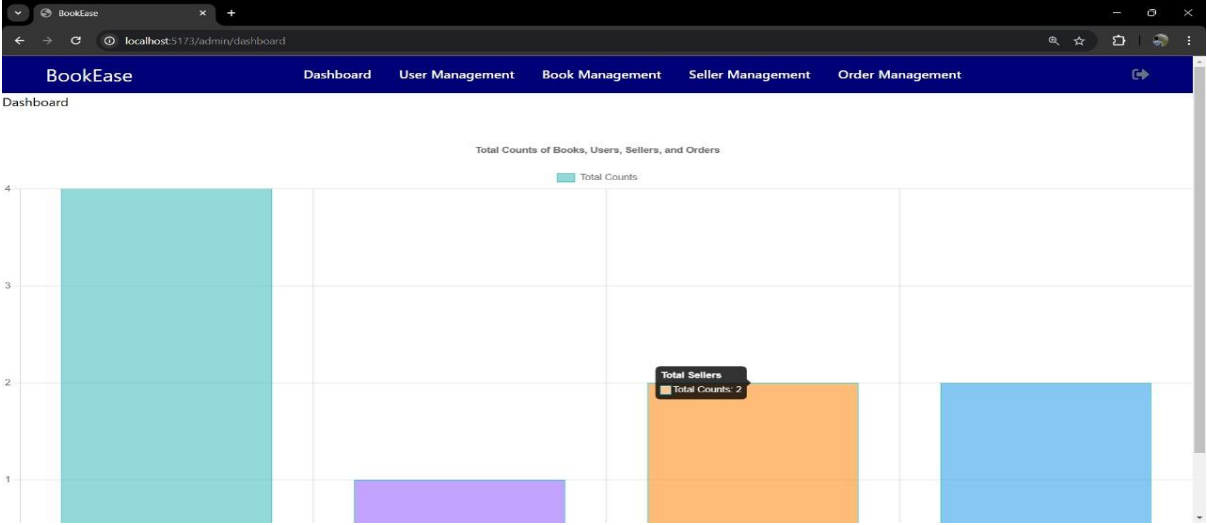 BookEase
localhost:5173/admin/dashboard
BookEase Dashboard User Management Book Management Seller Management Order Management
Dashboard
Total Counts of Books, Users, Sellers, and Orders
Total Counts
4
3
2
Total Sellers
Total Counts: 2
1